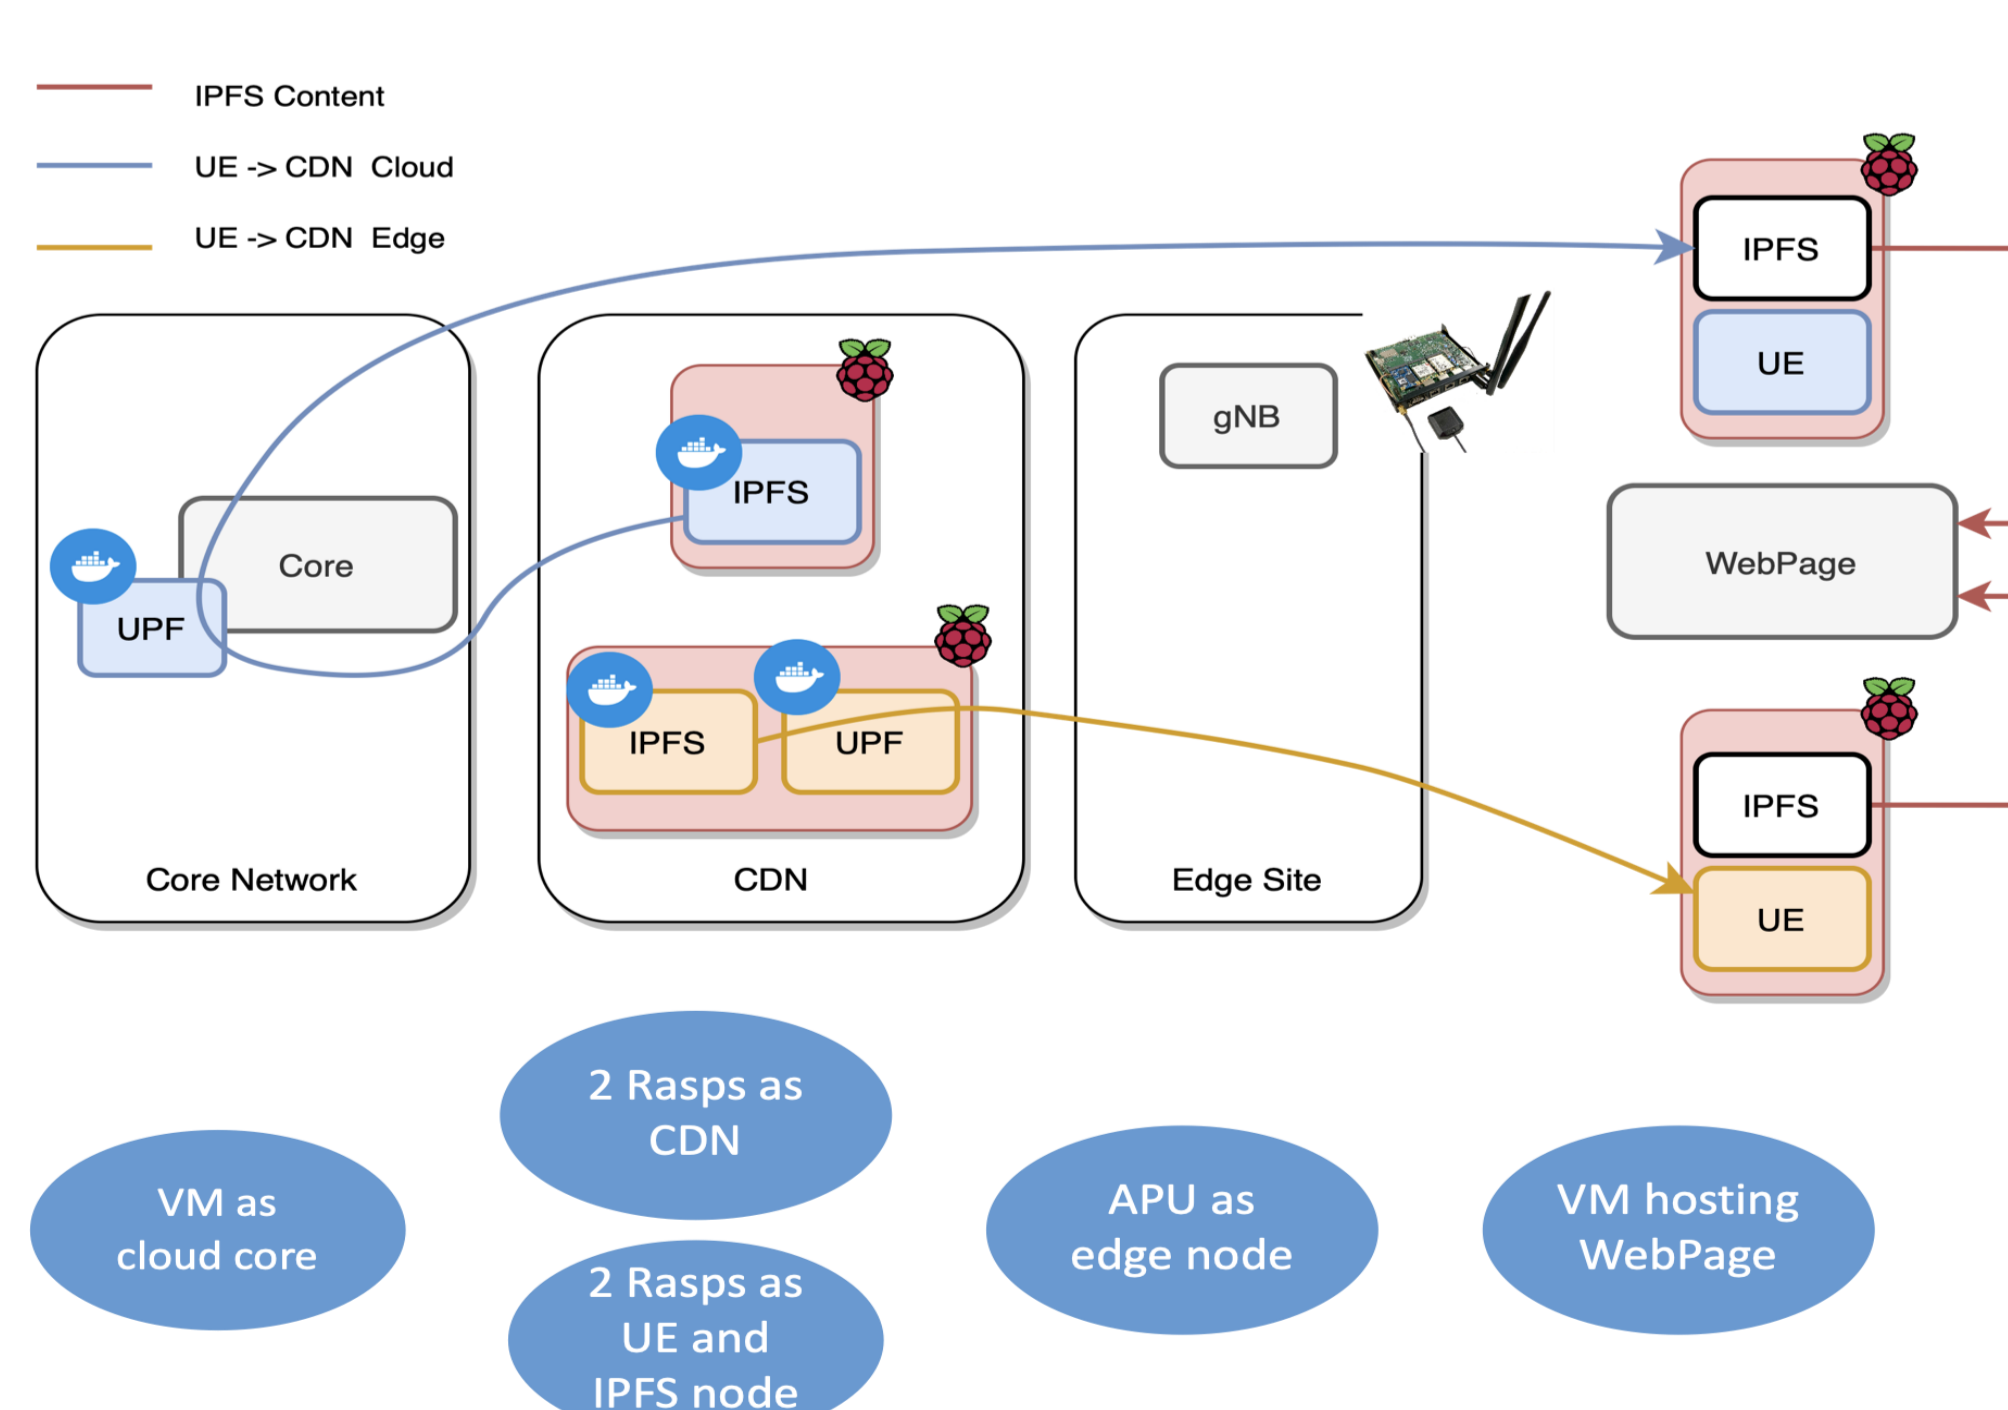 IPFS Content
UE -> CDN  Cloud
UE -> CDN  Edge
IPFS
UE
gNB
IPFS
Core
UPF
WebPage
IPFS
UPF
IPFS
UE
Core Network
CDN
Edge Site
2 Rasps as
CDN
VM as
cloud core
APU as
edge node
VM hosting
WebPage
2 Rasps as
UE and
IPFS node